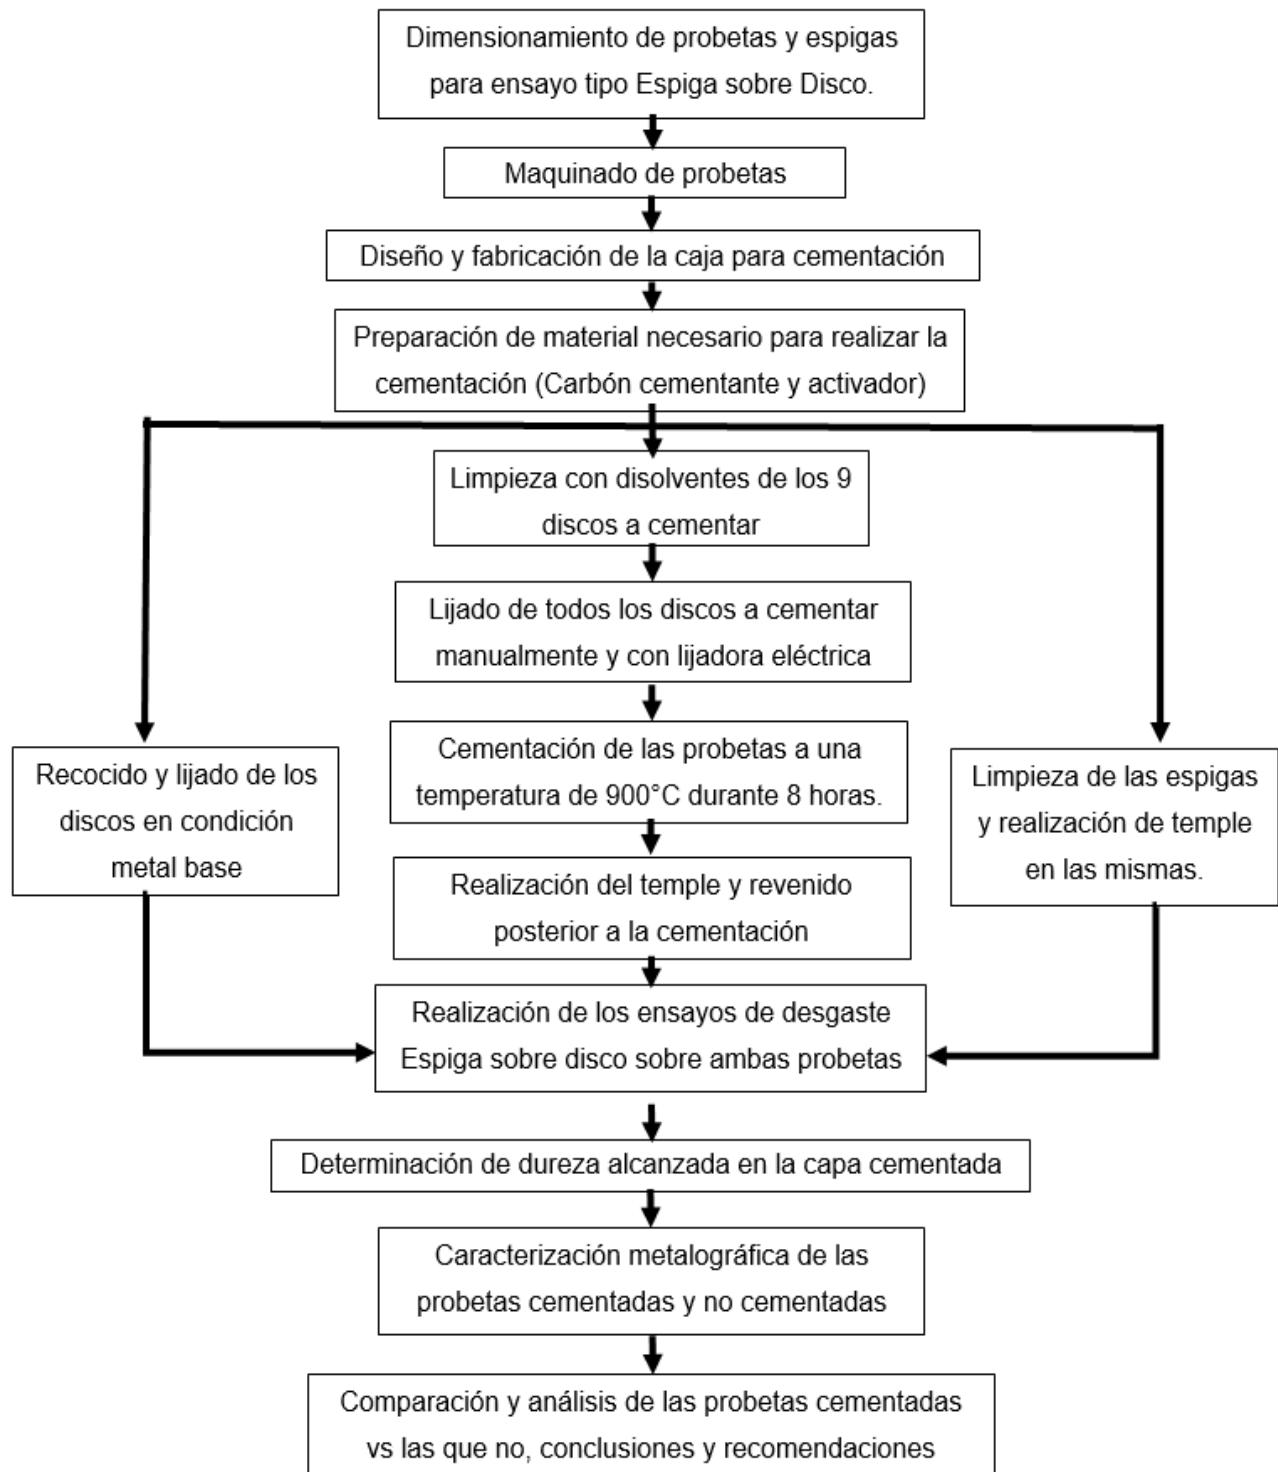 Dimensionamiento de probetas y espigas
para ensayo tipo Espiga sobre Disco.
Maquinado de probetas
Diseño y fabricación de la caja para cementación
Preparación de material necesario para realizar la
cementación (Carbón cementante y activador)
Limpieza con disolventes de los 9
discos a cementar
Lijado de todos los discos a cementar
manualmente y con lijadora eléctrica
Cementación de las probetas a una
temperatura de 900°C durante 8 horas.
Realización del temple y revenido
posterior a la cementación
Recocido y lijado de los
discos en condición
metal base
Limpieza de las espigas
y realización de temple
en las mismas.
Realización de los ensayos de desgaste
Espiga sobre disco sobre ambas probetas
Determinación de dureza alcanzada en la capa cementada
Caracterización metalográfica de las
probetas cementadas y no cementadas
Comparación y análisis de las probetas cementadas
vs las que no, conclusiones y recomendaciones